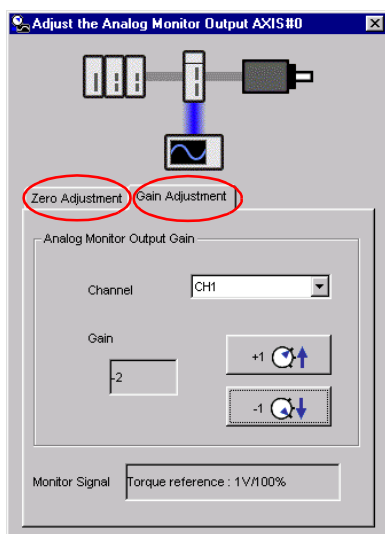 Adjust the Analog Monitor Output AXIS#0
Zero Adjustment
Gain Adjustment
Analog Monitor Output Gain
Channel
CH1
Gain
-2
+1
-1
Monitor Signal
Torque reference : 1V/100%